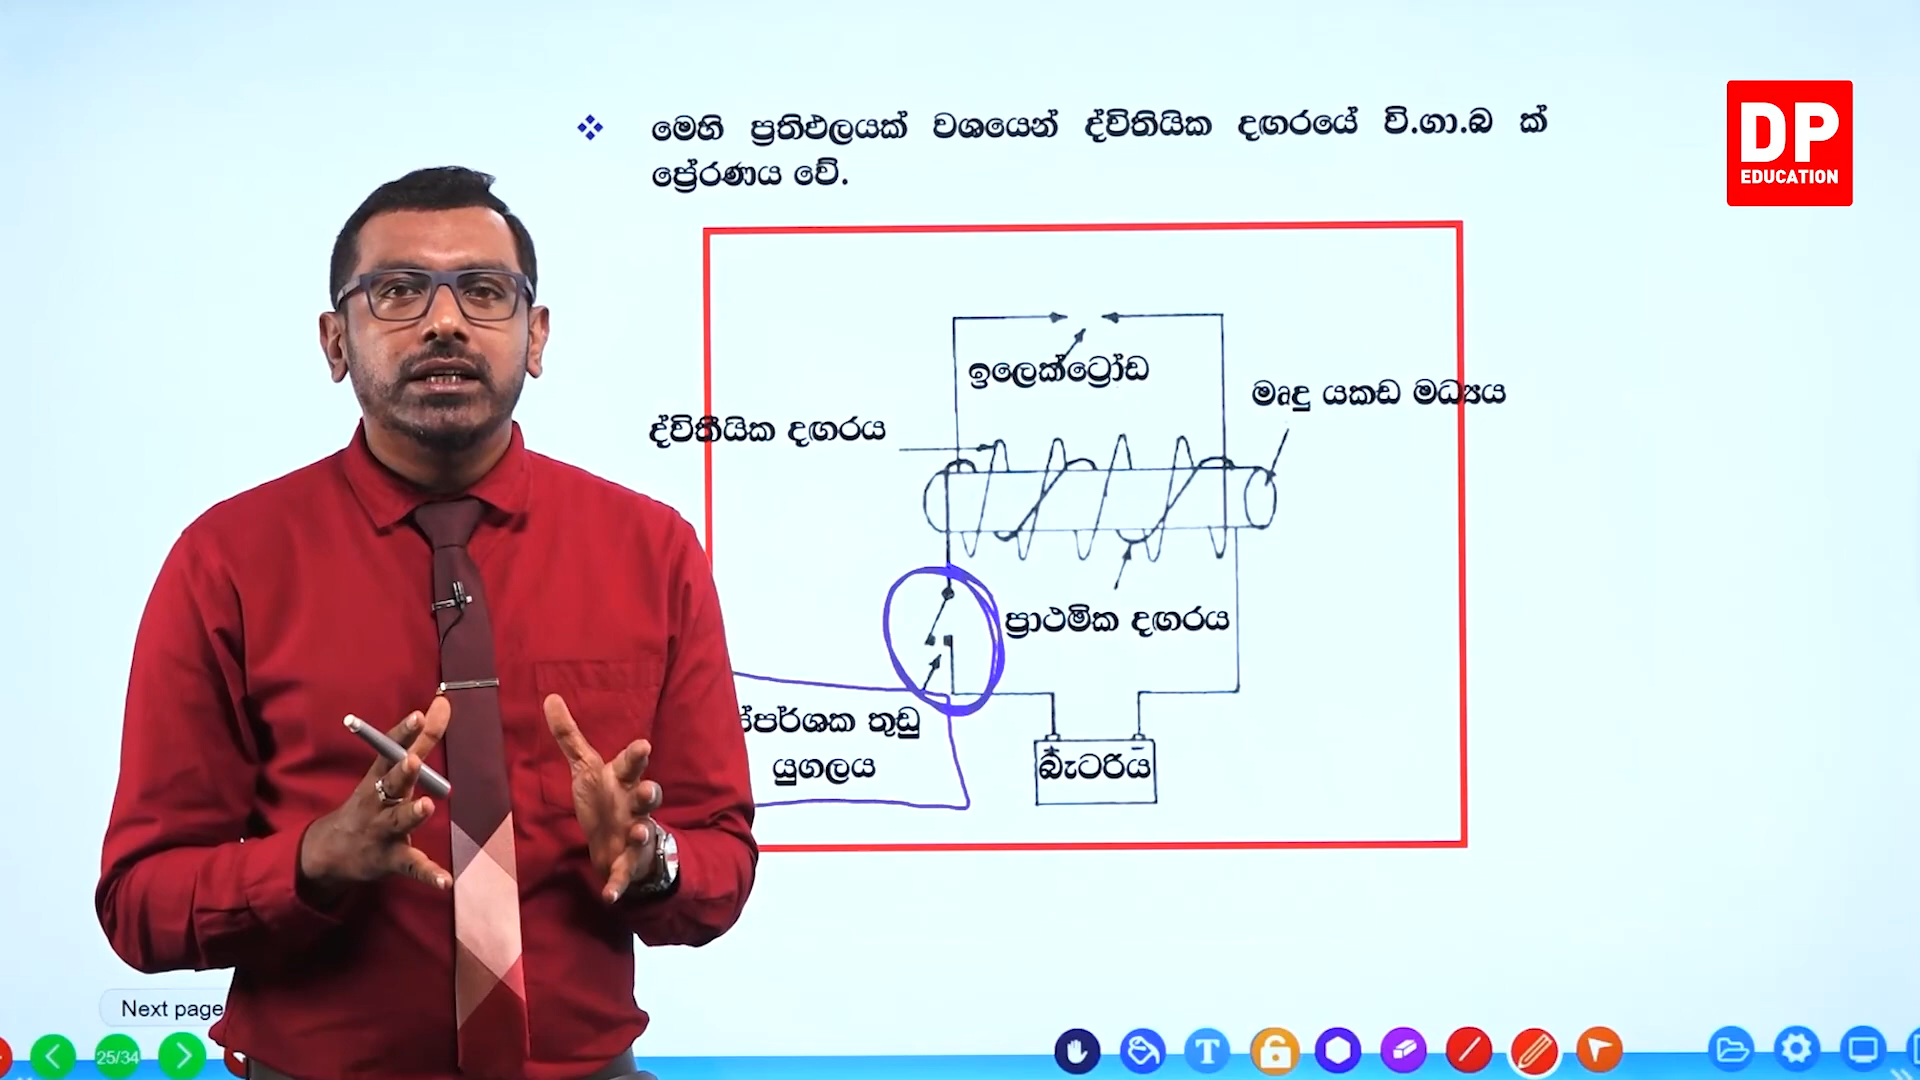 ❖ මෙහි ප්‍රතිඵලයක් වශයෙන් ද්විතියික දඟරයේ වි.ගා.බ ක්
ප්‍රේරණය වේ.
DP
EDUCATION
ඉලෙක්ට්‍රෝඩ
මෘදු යකඩ මධ්‍යය
ද්විතීයික දඟරය
ප්‍රාථමික දඟරය
ස්පර්ශක තුඩු
යුගලය
+ -
බැටරිය
Next page
25/34
T